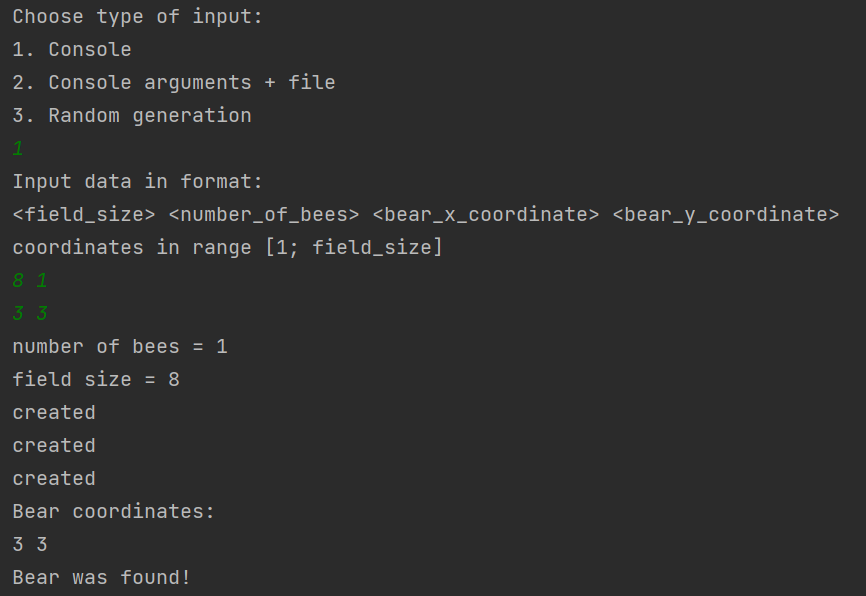 Choose type of input:
1. Console
2. Console arguments + file
3. Random generation
1
Input data in format:
<field_size> <number_of_bees> <bear_x_coordinate> <bear_y_coordinate>
coordinates in range [1; field_size]
8 1
3 3
number of bees = 1
field size = 8
created
created
created
Bear coordinates:
3 3
Bear was found!